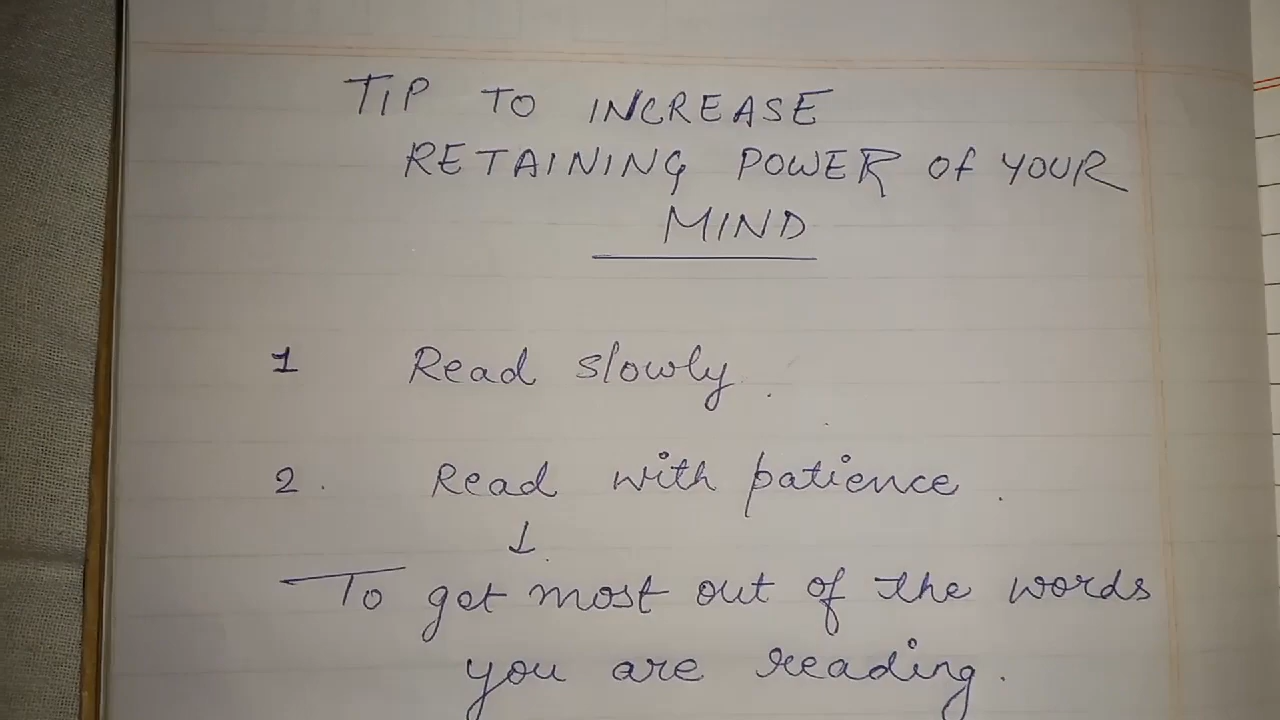 TIP TO INCREASE
RETAINING POWER Of YOUR
MIND
1 Read slowly.
2. Read with patience.
↓
To get most out of the words
you are reading.